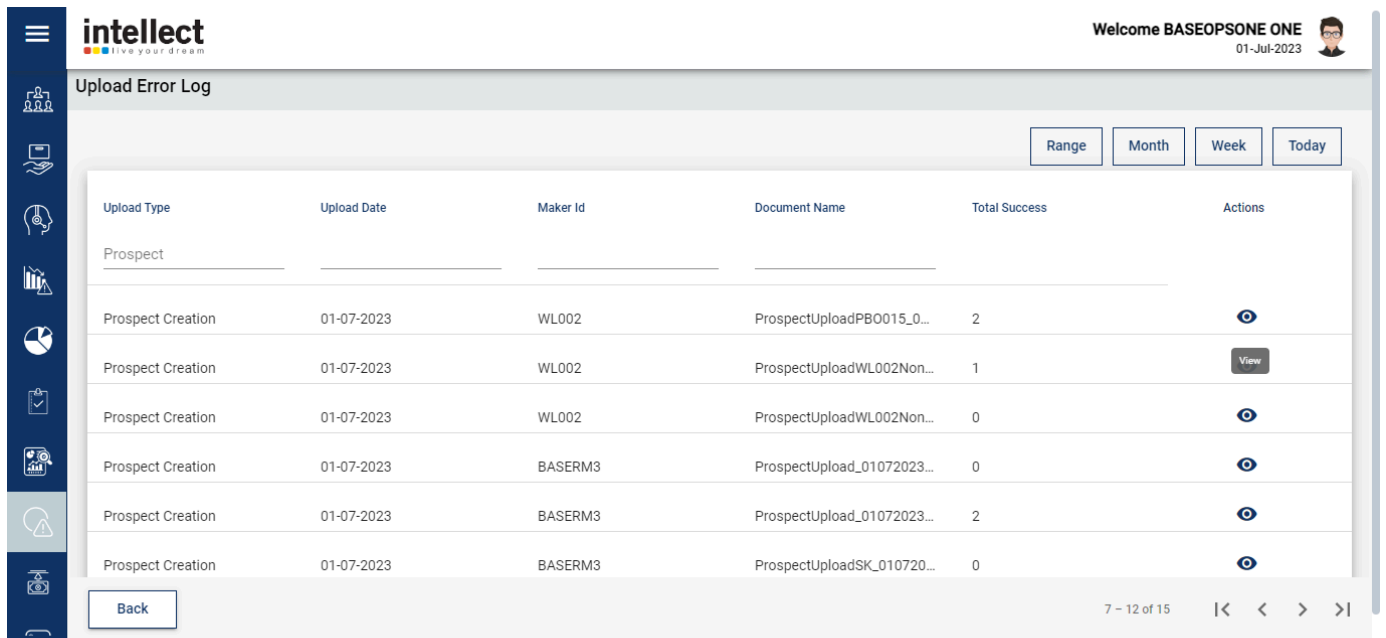 intellect
live your dream
Welcome BASEOPSONE ONE
01-Jul-2023
Upload Error Log
Range Month Week Today
Upload Type Upload Date Maker Id Document Name Total Success Actions
Prospect
Prospect Creation 01-07-2023 WL002 ProspectUploadPBO015_0... 2
View
Prospect Creation 01-07-2023 WL002 ProspectUploadWL002Non... 1
Prospect Creation 01-07-2023 WL002 ProspectUploadWL002Non... 0
Prospect Creation 01-07-2023 BASERM3 ProspectUpload_01072023... 0
Prospect Creation 01-07-2023 BASERM3 ProspectUpload_01072023... 2
Prospect Creation 01-07-2023 BASERM3 ProspectUploadSK_010720... 0
Back 7 – 12 of 15